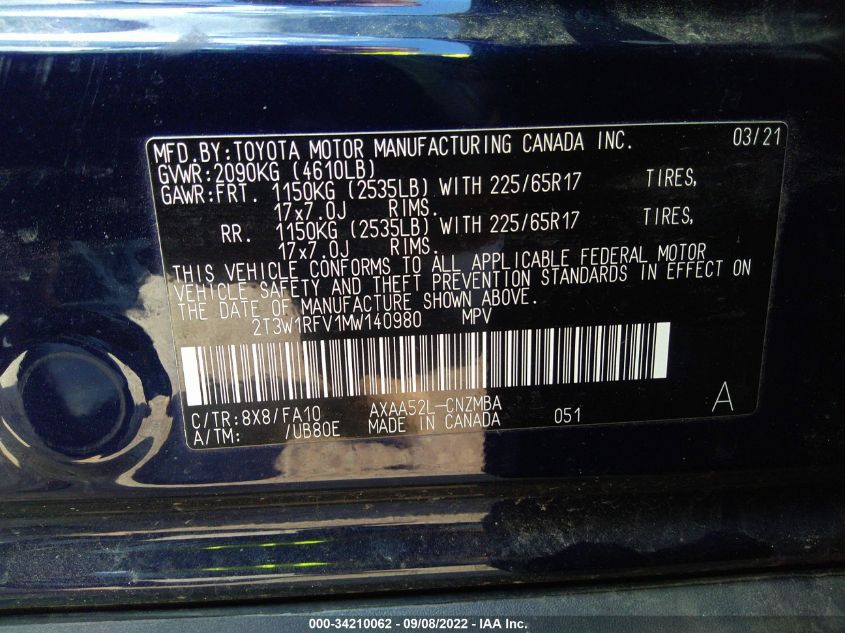 MFD.BY:TOYOTA MOTOR MANUFACTURING CANADA INC. 03/21
GVWR:2090KG (4610LB)
GAWR:FRT. 1150KG (2535LB) WITH 225/65R17 TIRES,
17x7.0J RIMS.
RR. 1150KG (2535LB) WITH 225/65R17 TIRES,
17x7.0J RIMS.
THIS VEHICLE CONFORMS TO ALL APPLICABLE FEDERAL MOTOR
VEHICLE SAFETY AND THEFT PREVENTION STANDARDS IN EFFECT ON
THE DATE OF MANUFACTURE SHOWN ABOVE.
2T3W1RFV1MW140980 MPV
C/TR:8X8/FA10 AXAA52L-CNZMBA 051 A
A/TM: /UB80E MADE IN CANADA
000-34210062 - 09/08/2022 - IAA Inc.